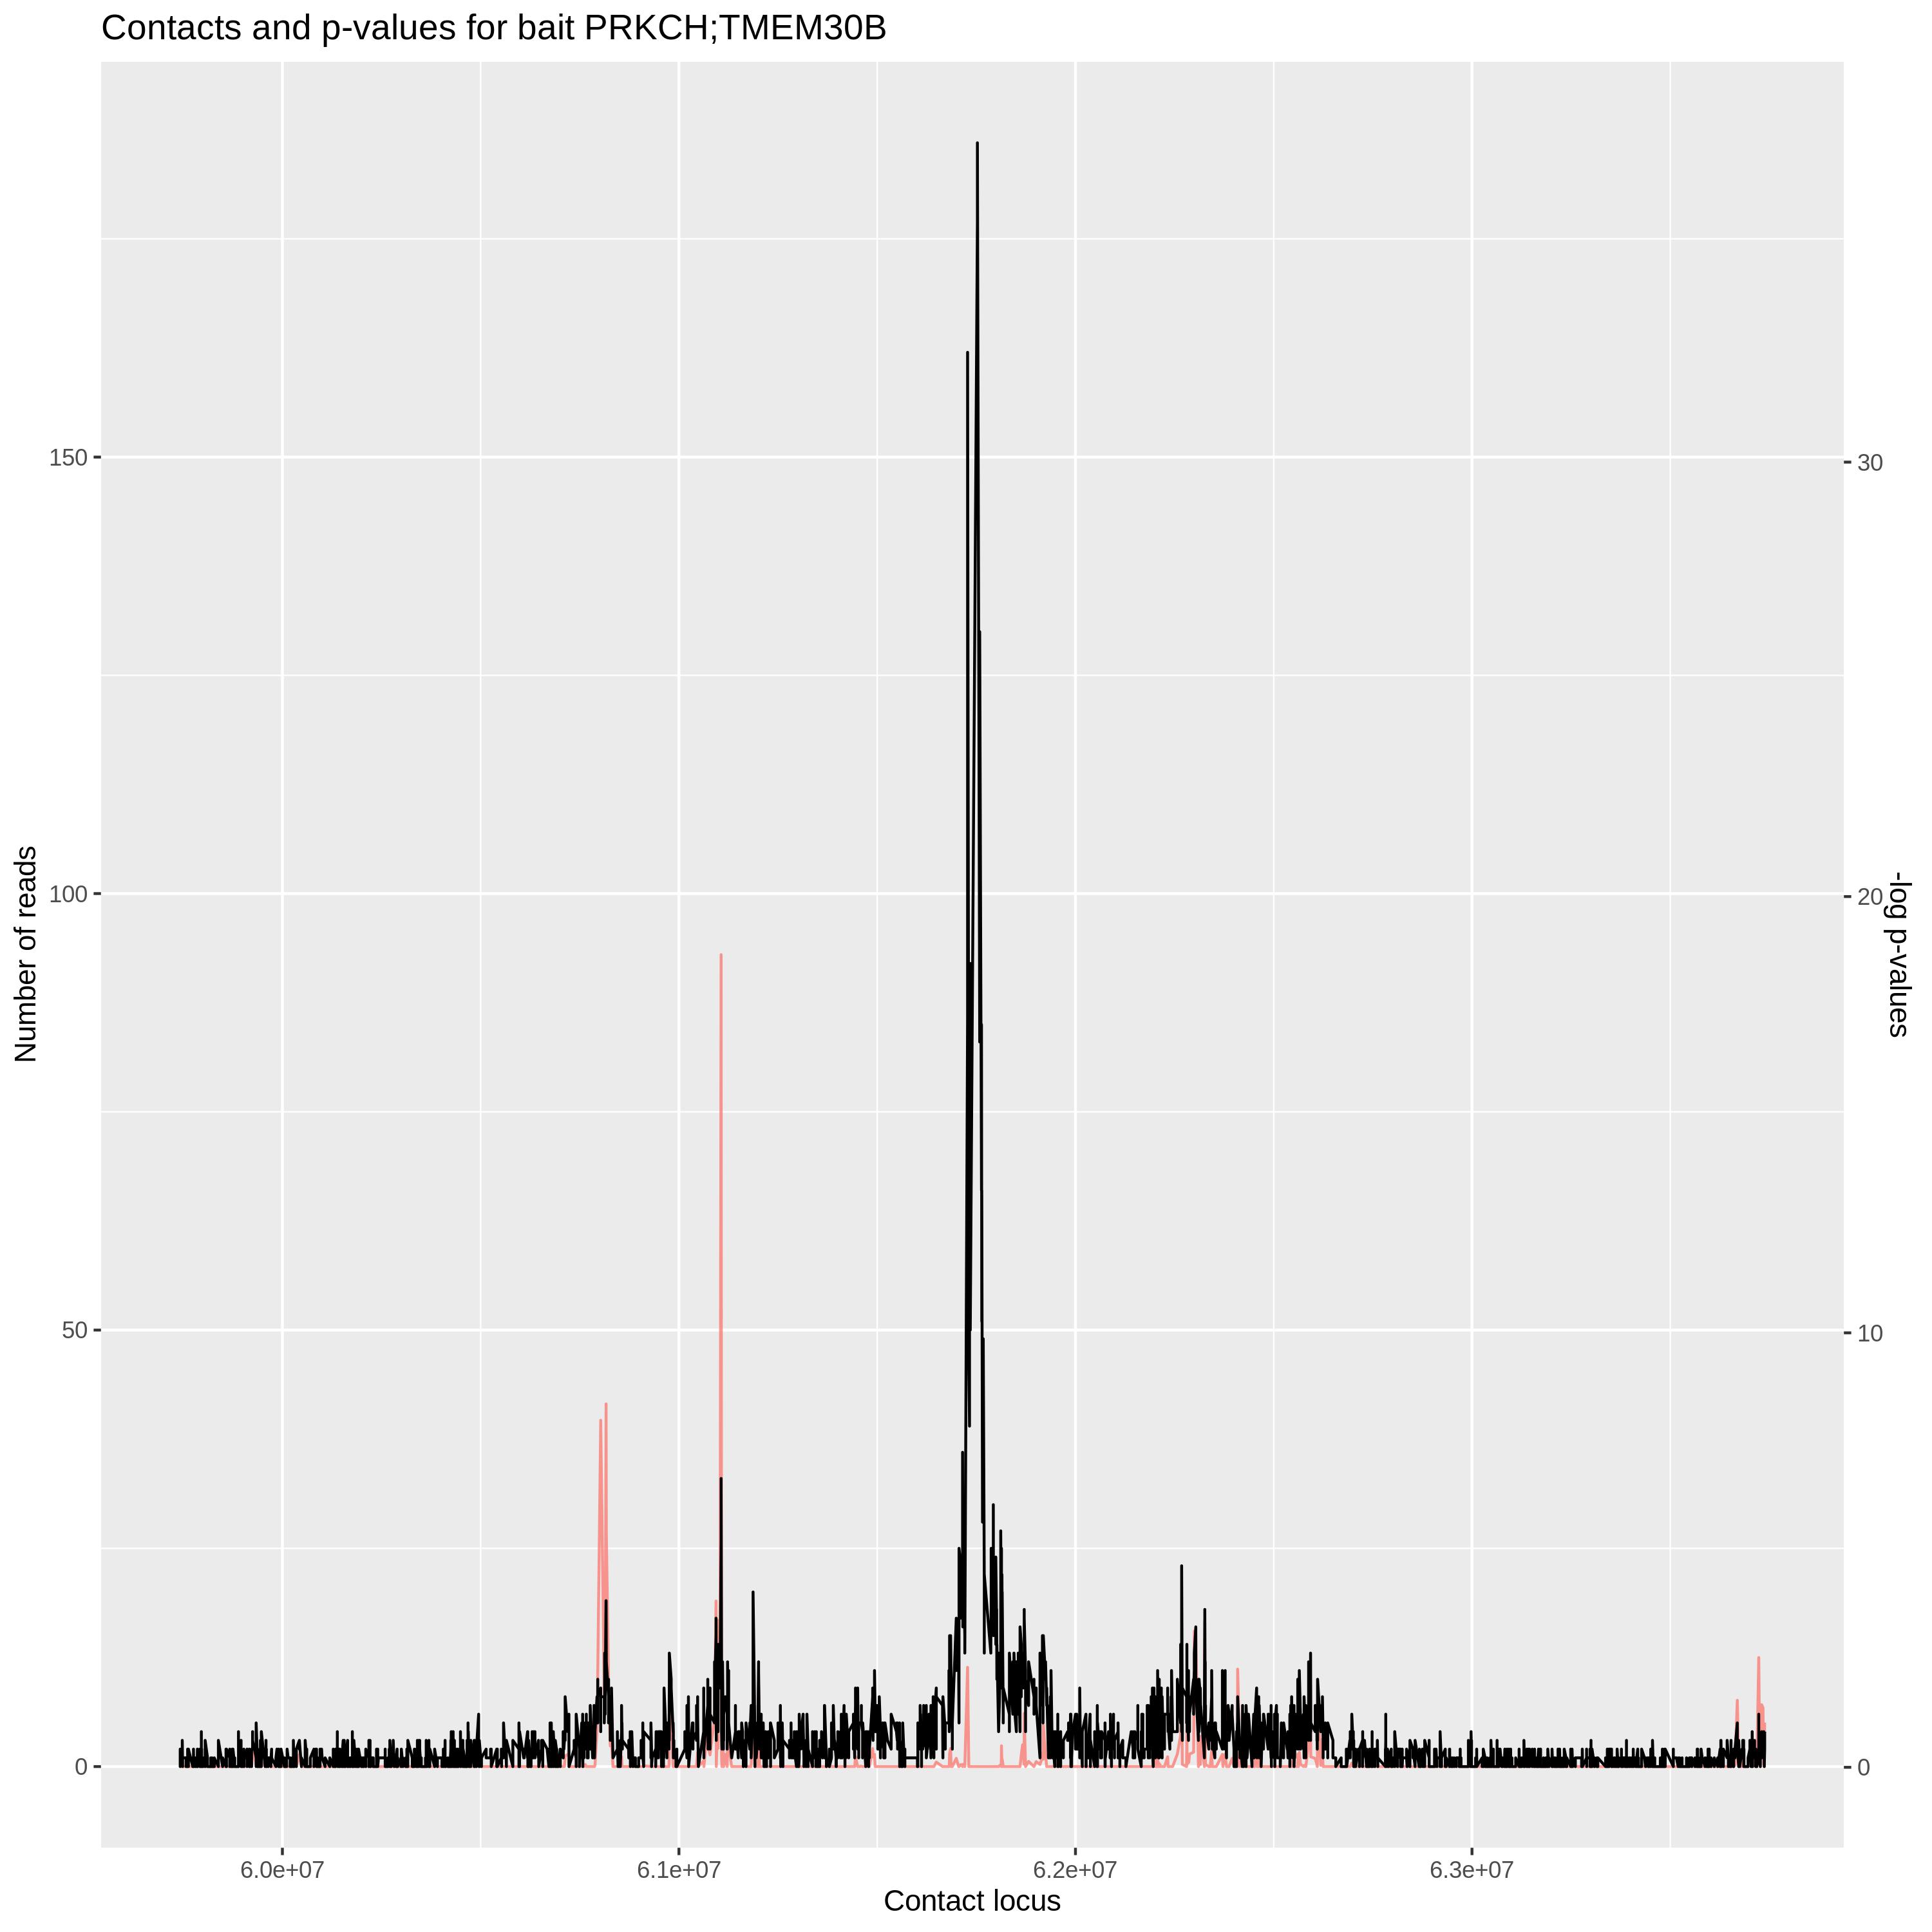 Contacts and p-values for bait PRKCH;TMEM30B
Number of reads
150
100
50
0
30
20
10
0
-log p-values
6.0e+07
6.1e+07
6.2e+07
6.3e+07
Contact locus